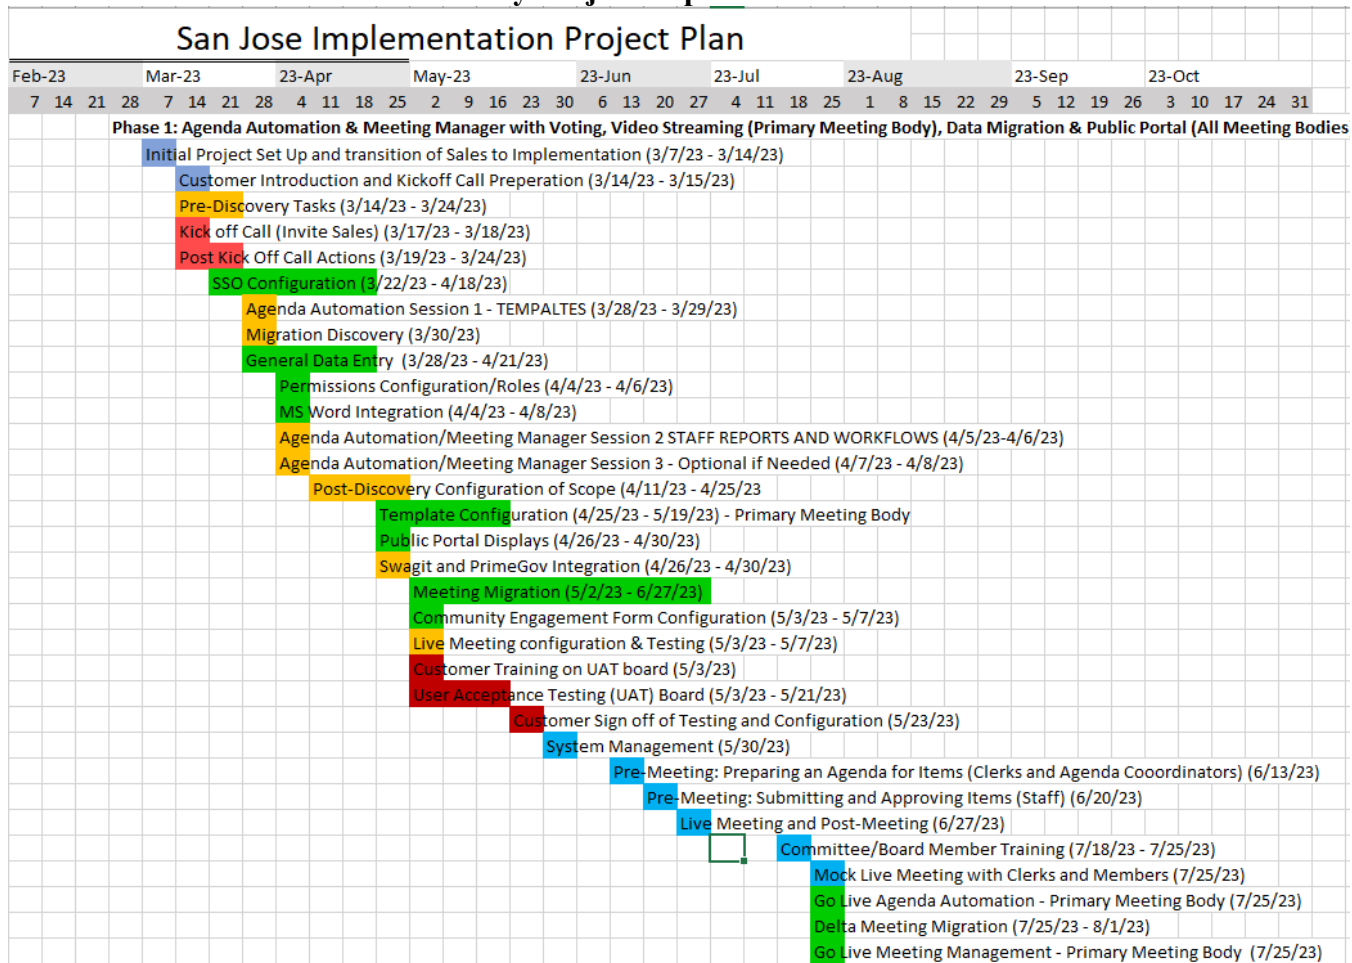 San Jose Implementation Project Plan
Feb-23 Mar-23 23-Apr May-23 23-Jun 23-Jul 23-Aug 23-Sep 23-Oct
7 14 21 28 7 14 21 28 4 11 18 25 2 9 16 23 30 6 13 20 27 4 11 18 25 1 8 15 22 29 5 12 19 26 3 10 17 24 31
Phase 1: Agenda Automation & Meeting Manager with Voting, Video Streaming (Primary Meeting Body), Data Migration & Public Portal (All Meeting Bodies
Initial Project Set Up and transition of Sales to Implementation (3/7/23 - 3/14/23)
Customer Introduction and Kickoff Call Preperation (3/14/23 - 3/15/23)
Pre-Discovery Tasks (3/14/23 - 3/24/23)
Kick off Call (Invite Sales) (3/17/23 - 3/18/23)
Post Kick Off Call Actions (3/19/23 - 3/24/23)
SSO Configuration (3/22/23 - 4/18/23)
Agenda Automation Session 1 - TEMPALTES (3/28/23 - 3/29/23)
Migration Discovery (3/30/23)
General Data Entry (3/28/23 - 4/21/23)
Permissions Configuration/Roles (4/4/23 - 4/6/23)
MS Word Integration (4/4/23 - 4/8/23)
Agenda Automation/Meeting Manager Session 2 STAFF REPORTS AND WORKFLOWS (4/5/23-4/6/23)
Agenda Automation/Meeting Manager Session 3 - Optional if Needed (4/7/23 - 4/8/23)
Post-Discovery Configuration of Scope (4/11/23 - 4/25/23
Template Configuration (4/25/23 - 5/19/23) - Primary Meeting Body
Public Portal Displays (4/26/23 - 4/30/23)
Swagit and PrimeGov Integration (4/26/23 - 4/30/23)
Meeting Migration (5/2/23 - 6/27/23)
Community Engagement Form Configuration (5/3/23 - 5/7/23)
Live Meeting configuration & Testing (5/3/23 - 5/7/23)
Customer Training on UAT board (5/3/23)
User Acceptance Testing (UAT) Board (5/3/23 - 5/21/23)
Customer Sign off of Testing and Configuration (5/23/23)
System Management (5/30/23)
Pre-Meeting: Preparing an Agenda for Items (Clerks and Agenda Cooordinators) (6/13/23)
Pre-Meeting: Submitting and Approving Items (Staff) (6/20/23)
Live Meeting and Post-Meeting (6/27/23)
Committee/Board Member Training (7/18/23 - 7/25/23)
Mock Live Meeting with Clerks and Members (7/25/23)
Go Live Agenda Automation - Primary Meeting Body (7/25/23)
Delta Meeting Migration (7/25/23 - 8/1/23)
Go Live Meeting Management - Primary Meeting Body (7/25/23)